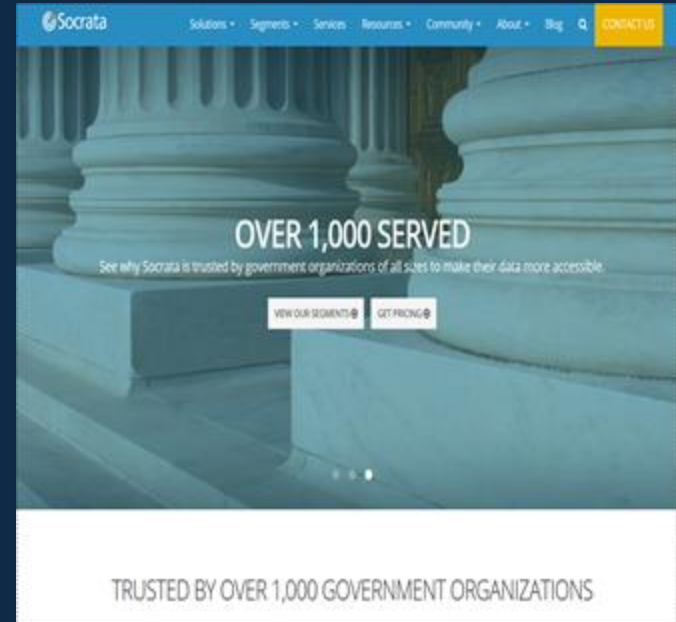 Socrata
Solutions Segments Services Resources Community About Blog CONTACT US
OVER 1,000 SERVED
See why Socrata is trusted by government organizations of all sizes to make their data more accessible.
VIEW OUR SEGMENTS GET PRICING
TRUSTED BY OVER 1,000 GOVERNMENT ORGANIZATIONS